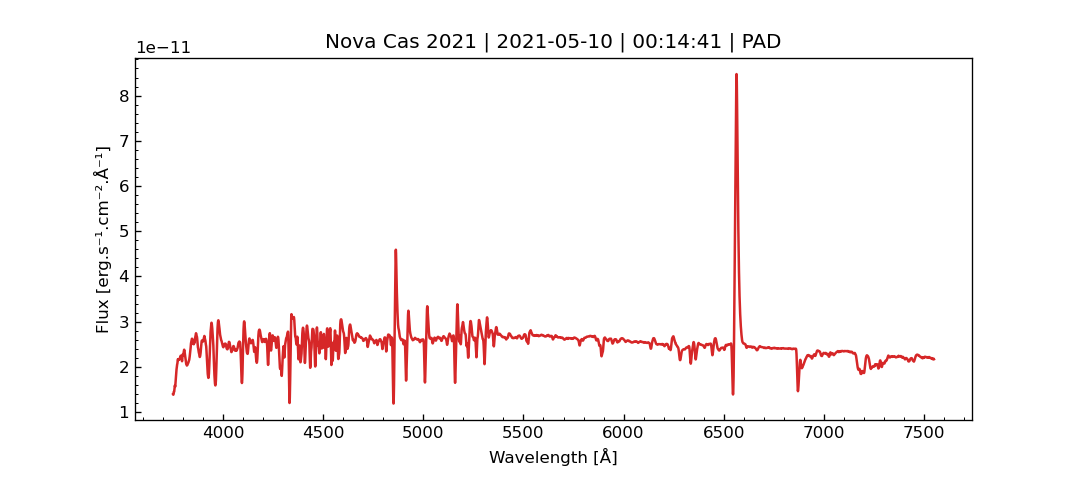 Nova Cas 2021 | 2021-05-10 | 00:14:41 | PAD
1e−11
8
7
6
5
4
3
2
1
Flux [erg.s⁻¹.cm⁻².Å⁻¹]
4000 4500 5000 5500 6000 6500 7000 7500
Wavelength [Å]